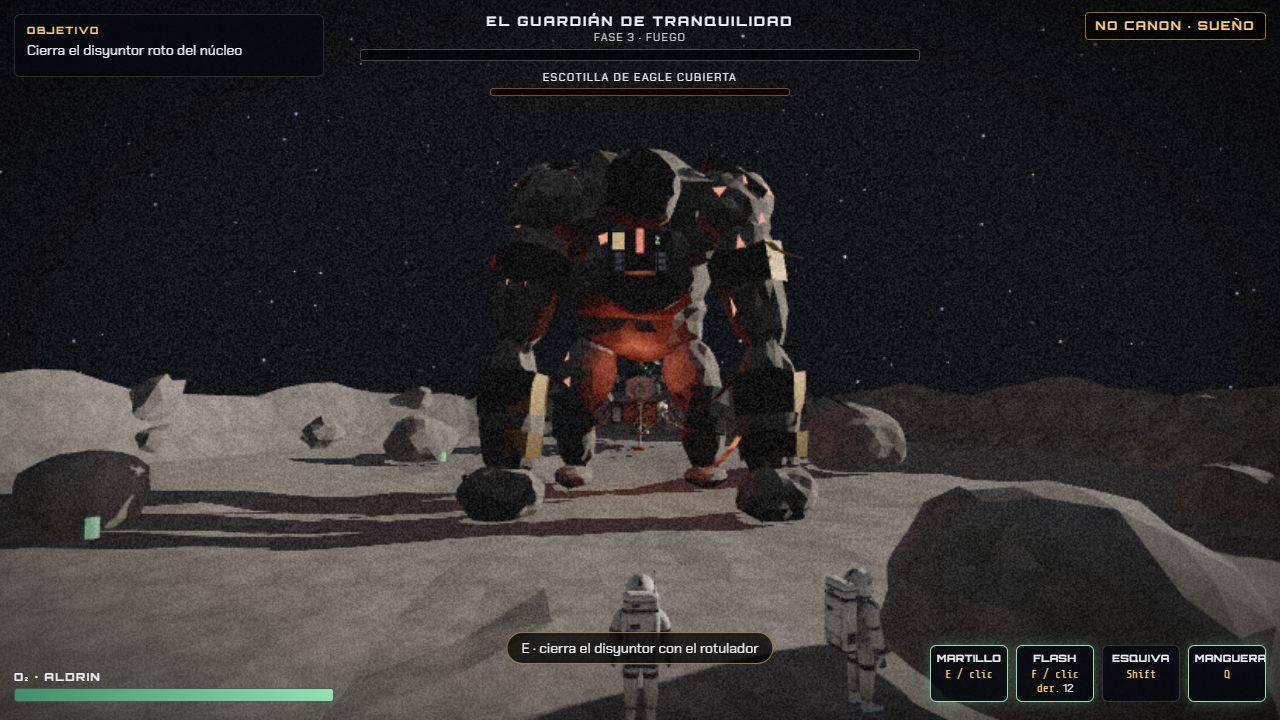 OBJETIVO
Cierra el disyuntor roto del núcleo
EL GUARDIÁN DE TRANQUILIDAD
FASE 3 · FUEGO
ESCOTILLA DE EAGLE CUBIERTA
NO CANON · SUEÑO
E · cierra el disyuntor con el rotulador
O₂ · ALDRIN
MARTILLO
E / clic
FLASH
F / clic
der. 12
ESQUIVA
Shift
MANGUERA
Q